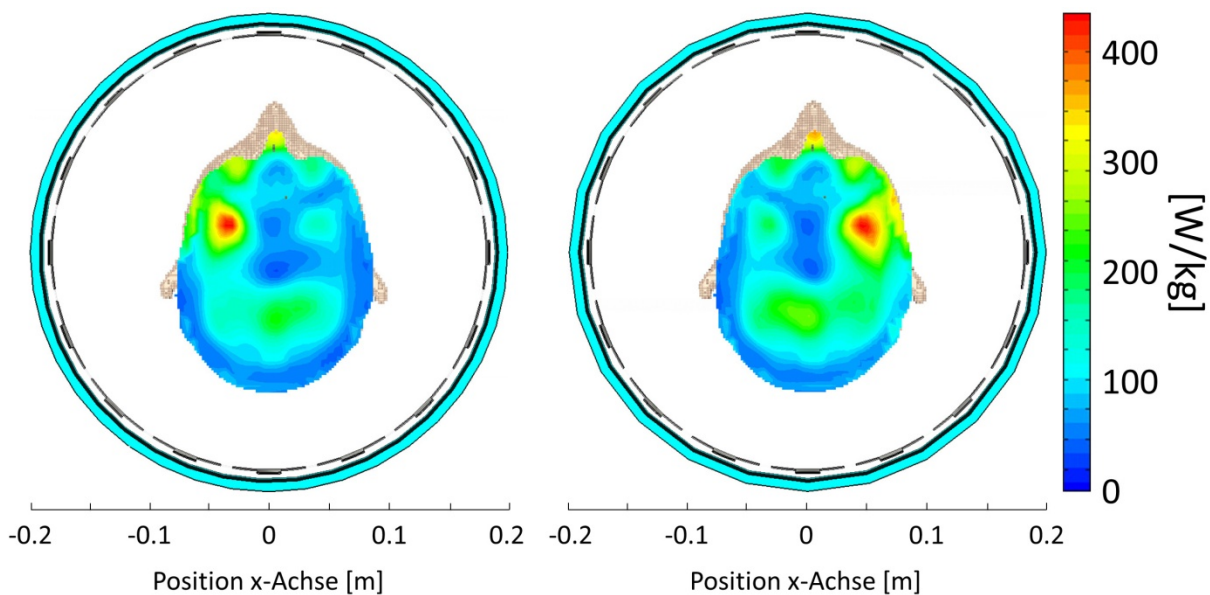 400
300
200
100
0
[W/kg]
-0.2 -0.1 0 0.1 0.2
Position x-Achse [m]
-0.2 -0.1 0 0.1 0.2
Position x-Achse [m]